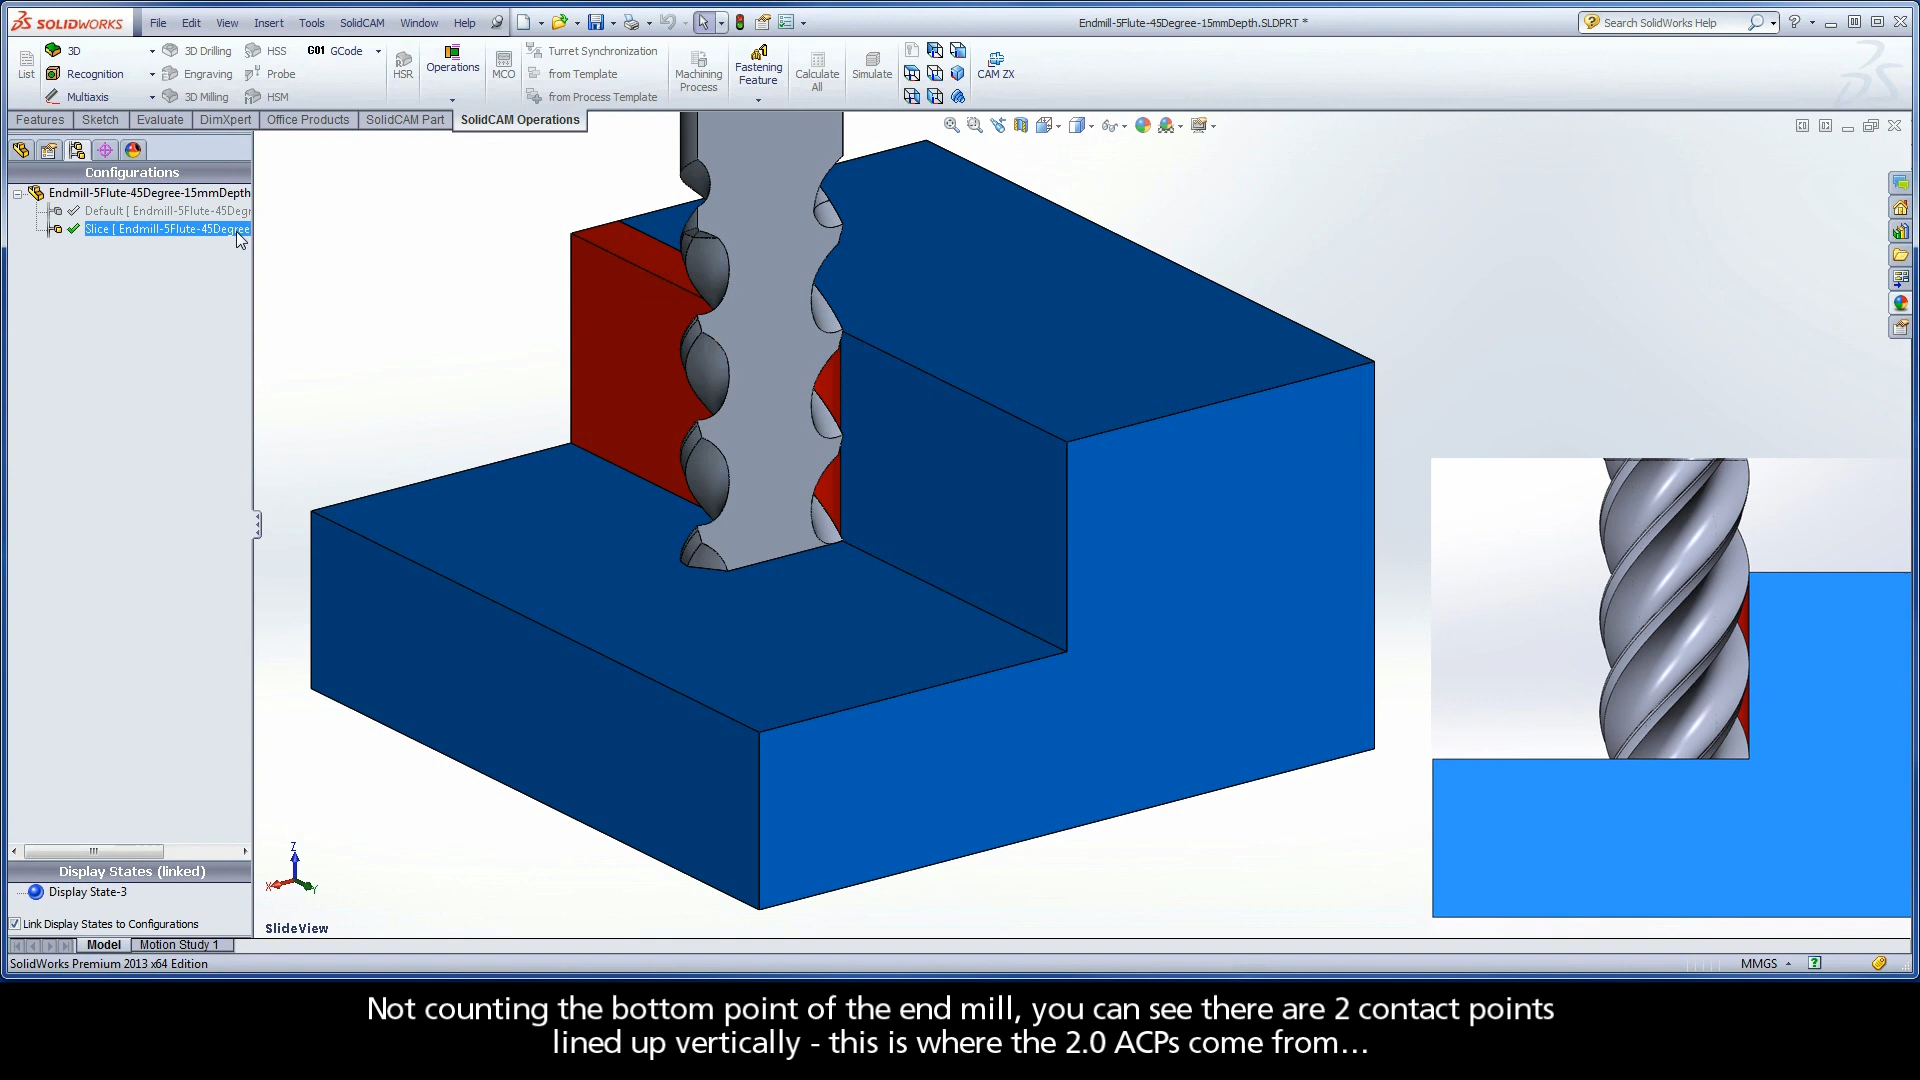 SOLIDWORKS
File Edit View Insert Tools SolidCAM Window Help
Endmill-5Flute-45Degree-15mmDepth.SLDPRT *
Search SolidWorks Help
List
3D
Recognition
Multiaxis
3D Drilling
Engraving
3D Milling
HSS
Probe
HSM
G01 GCode
HSR
Operations
MCO
Turret Synchronization
from Template
from Process Template
Machining
Process
Fastening
Feature
Calculate
All
Simulate
CAM ZX
Features Sketch Evaluate DimXpert Office Products SolidCAM Part SolidCAM Operations
Configurations
Endmill-5Flute-45Degree-15mmDepth
Default [ Endmill-5Flute-45Degr
Slice [ Endmill-5Flute-45Degree
Display States (linked)
Display State-3
Link Display States to Configurations
Z
X
Y
SlideView
Model Motion Study 1
SolidWorks Premium 2013 x64 Edition
MMGS
Not counting the bottom point of the end mill, you can see there are 2 contact points
lined up vertically - this is where the 2.0 ACPs come from...